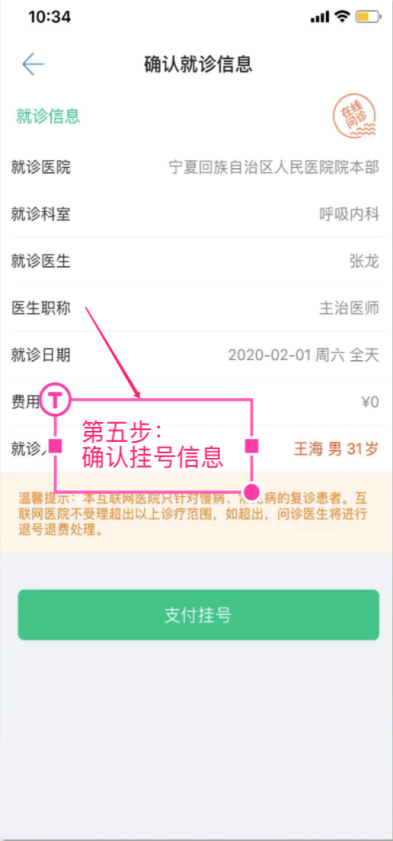 10:34
确认就诊信息
就诊信息
在线
问诊
就诊医院 宁夏回族自治区人民医院院本部
就诊科室 呼吸内科
就诊医生 张龙
医生职称 主治医师
就诊日期 2020-02-01 周六 全天
费用 T ¥0
第五步：
确认挂号信息
就诊 王海 男 31岁
温馨提示：本互联网医院只针对慢病、常见病的复诊患者。互
联网医院不受理超出以上诊疗范围，如超出，问诊医生将进行
退号退费处理。
支付挂号